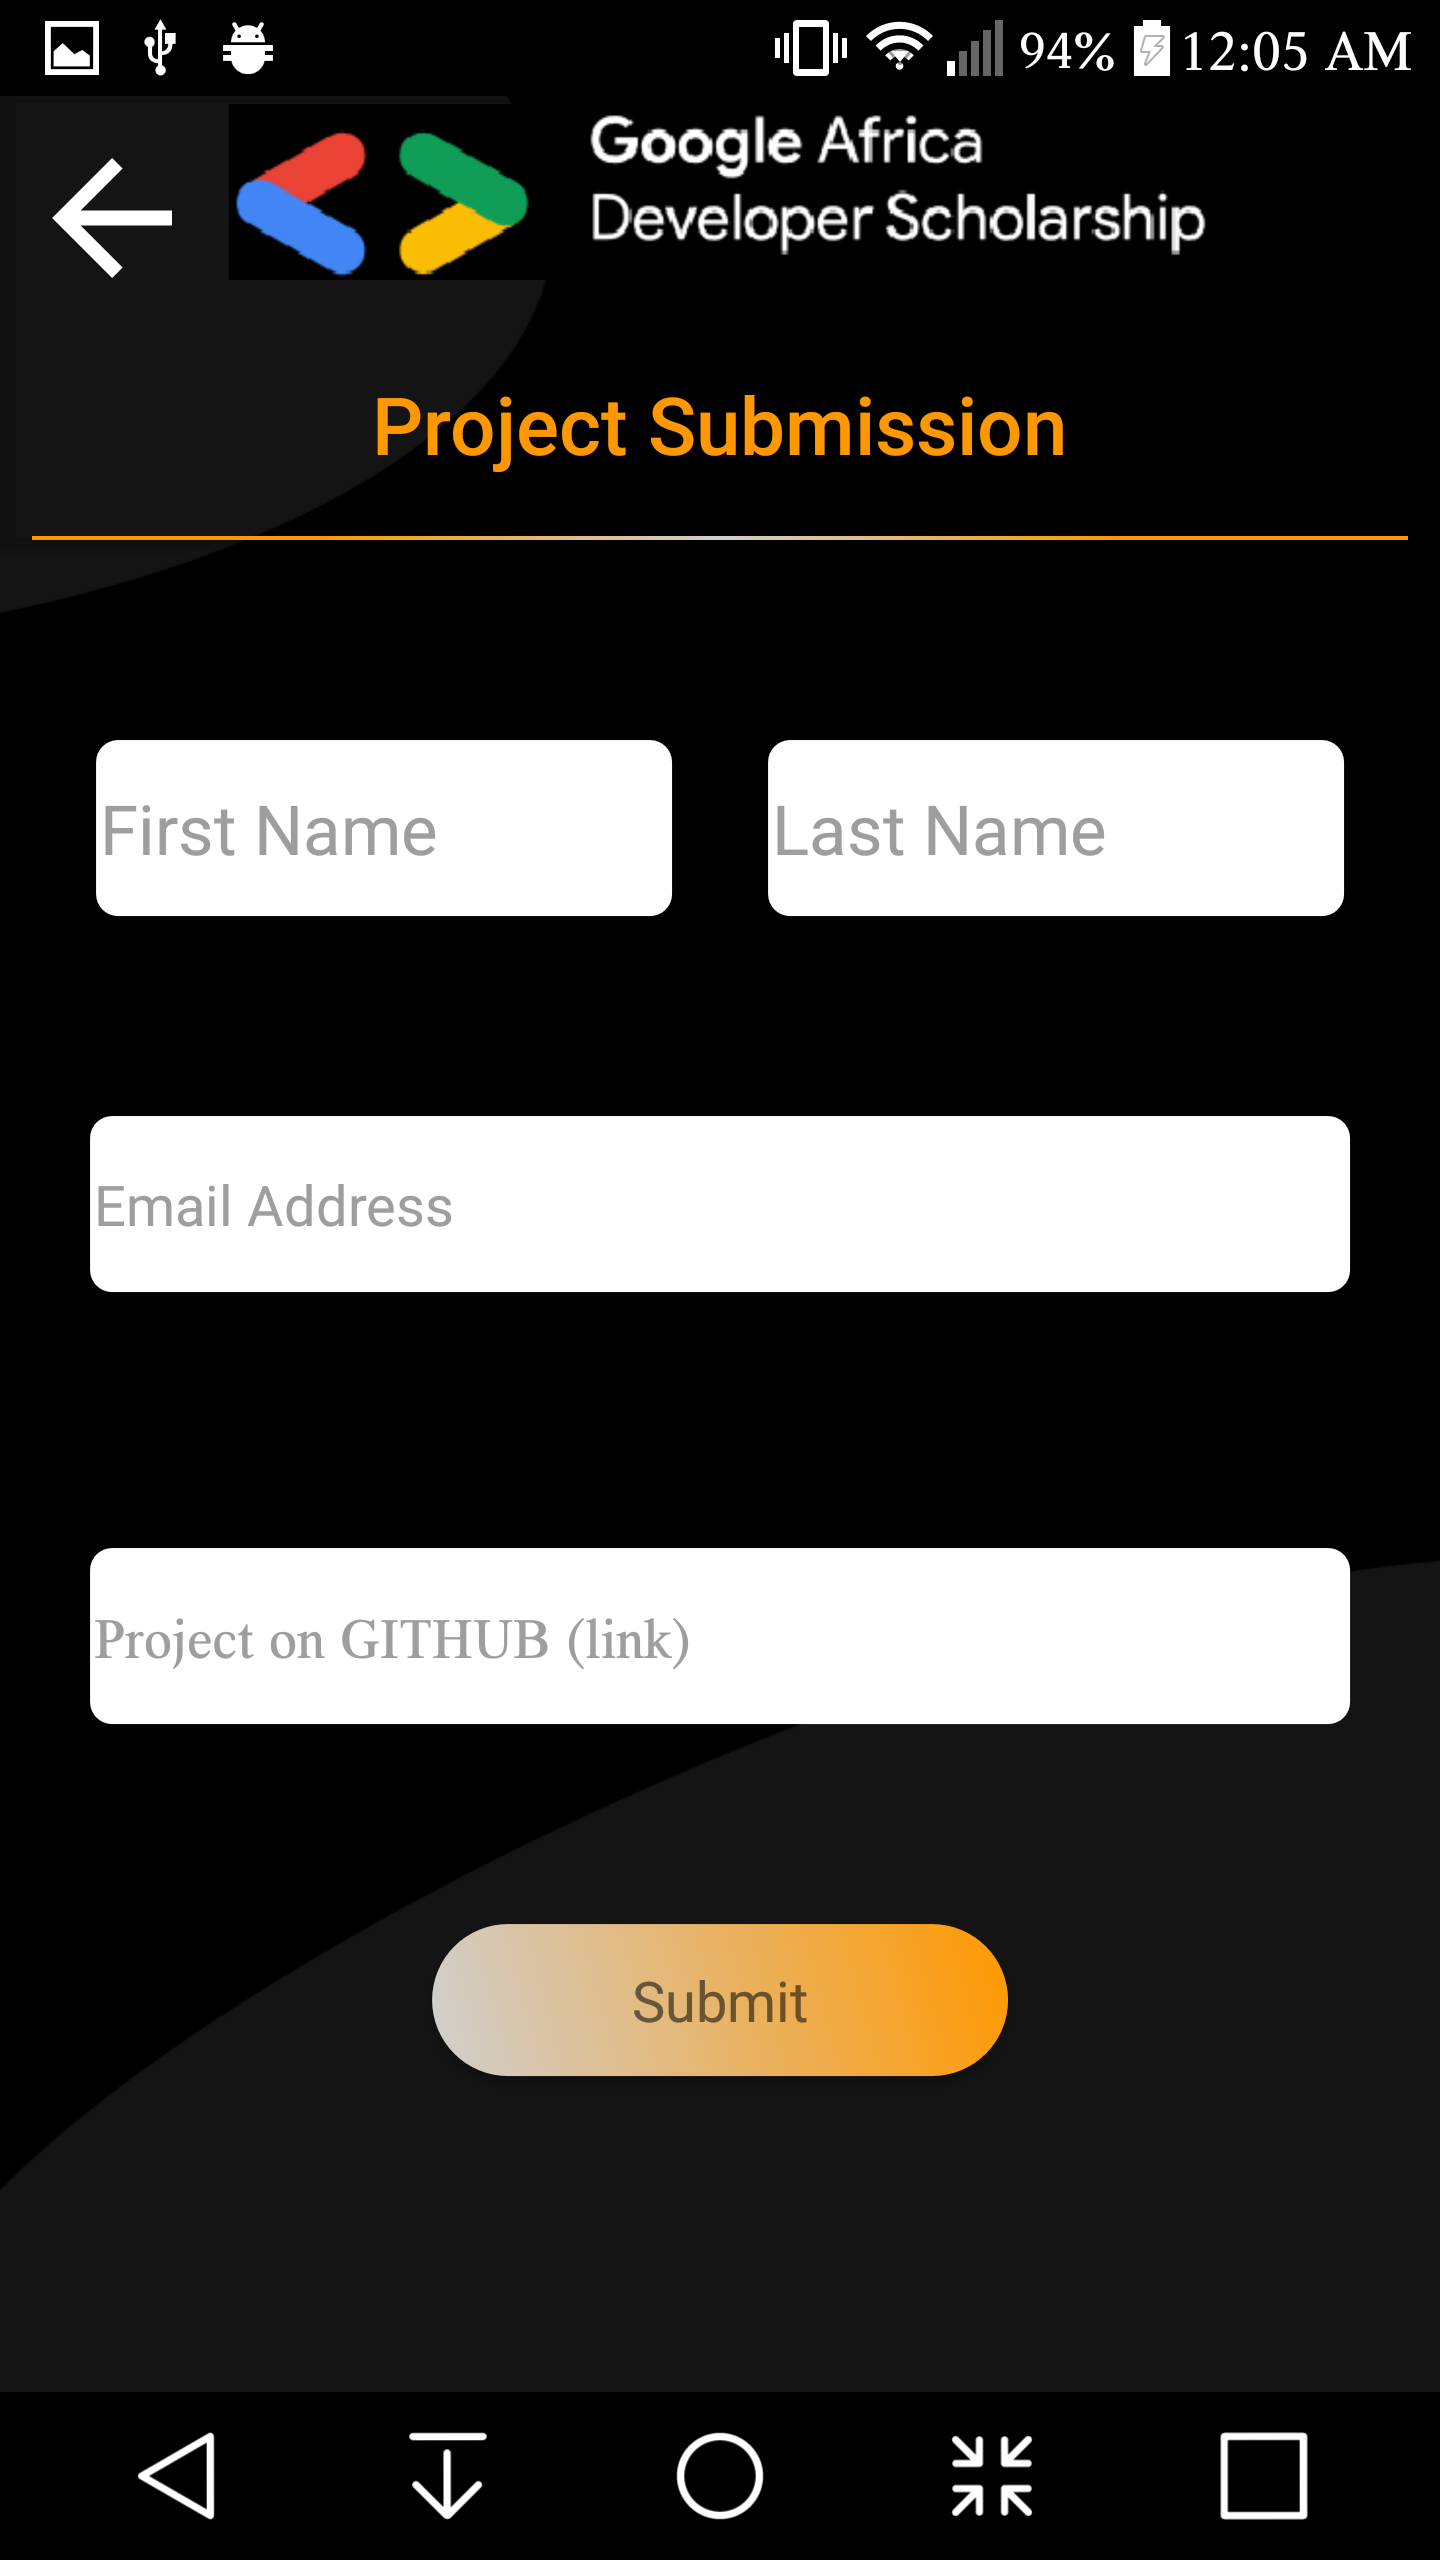 94% 12:05 AM
Google Africa
Developer Scholarship
Project Submission
First Name Last Name
Email Address
Project on GITHUB (link)
Submit